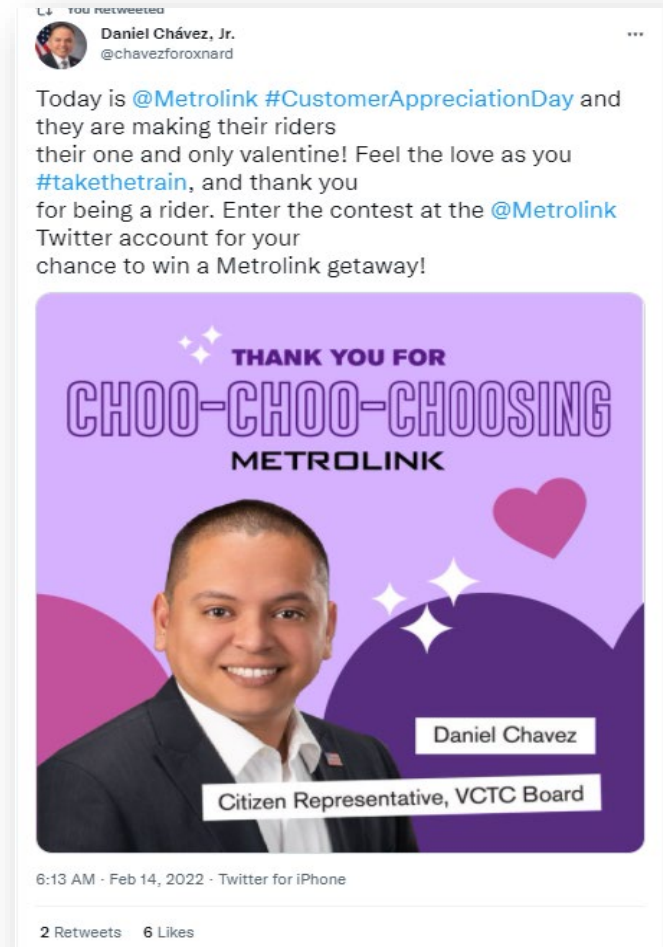 You Retweeted
Daniel Chávez, Jr.
@chavezforoxnard
Today is @Metrolink #CustomerAppreciationDay and
they are making their riders
their one and only valentine! Feel the love as you
#takethetrain, and thank you
for being a rider. Enter the contest at the @Metrolink
Twitter account for your
chance to win a Metrolink getaway!
THANK YOU FOR
CHOO-CHOO-CHOOSING
METROLINK
Daniel Chavez
Citizen Representative, VCTC Board
6:13 AM · Feb 14, 2022 · Twitter for iPhone
2 Retweets 6 Likes